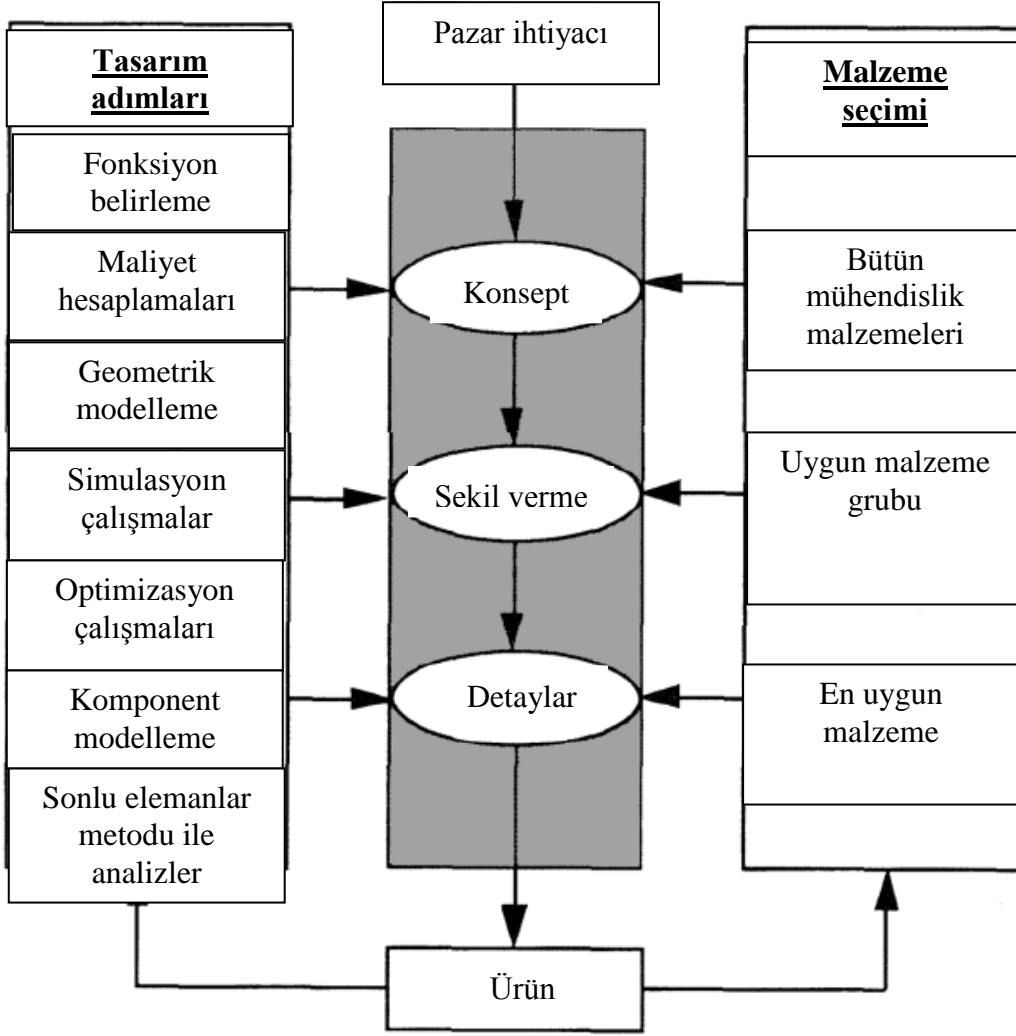 Tasarım
adımları
Fonksiyon
belirleme
Maliyet
hesaplamaları
Geometrik
modelleme
Simulasyoın
çalışmalar
Optimizasyon
çalışmaları
Komponent
modelleme
Sonlu elemanlar
metodu ile
analizler
Pazar ihtiyacı
Konsept
Sekil verme
Detaylar
Ürün
Malzeme
seçimi
Bütün
mühendislik
malzemeleri
Uygun malzeme
grubu
En uygun
malzeme